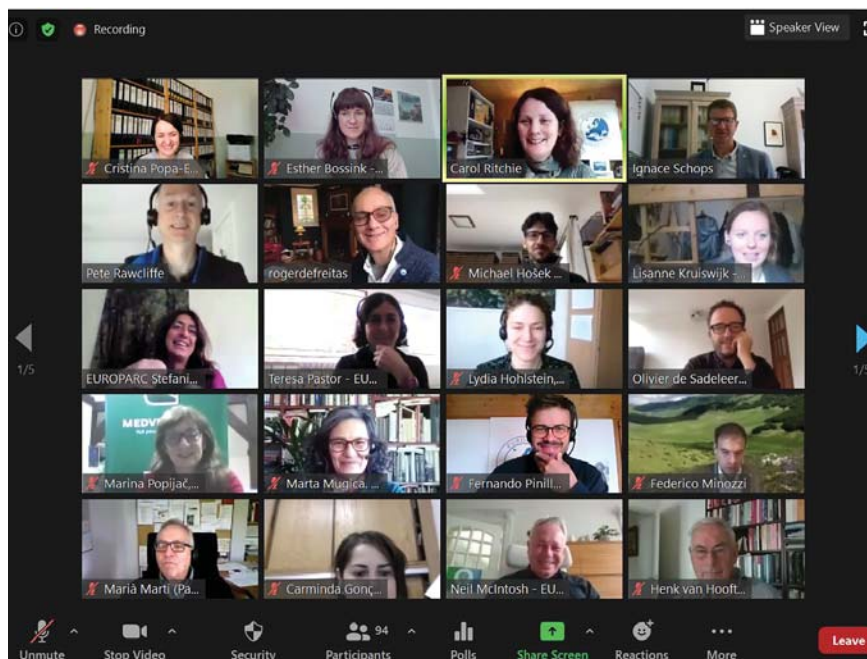 Recording
Speaker View
Cristina Popa-E...
Esther Bossink -...
Carol Ritchie
Ignace Schops
Pete Rawcliffe
rogerdefreitas
Michael Hošek ...
Lisanne Kruiswijk -...
EUROPARC Stefani...
Teresa Pastor - EU...
Lydia Hohlstein,...
Olivier de Sadeleer...
1/5
1/5
MEDVE
Marina Popijač,...
Marta Mugica. ...
Fernando Pinill...
Federico Minozzi
Marià Martí (Pa...
Carminda Gonç...
Neil McIntosh - EU...
Henk van Hooft...
94
Unmute
Stop Video
Security
Participants
Polls
Share Screen
Reactions
More
Leave